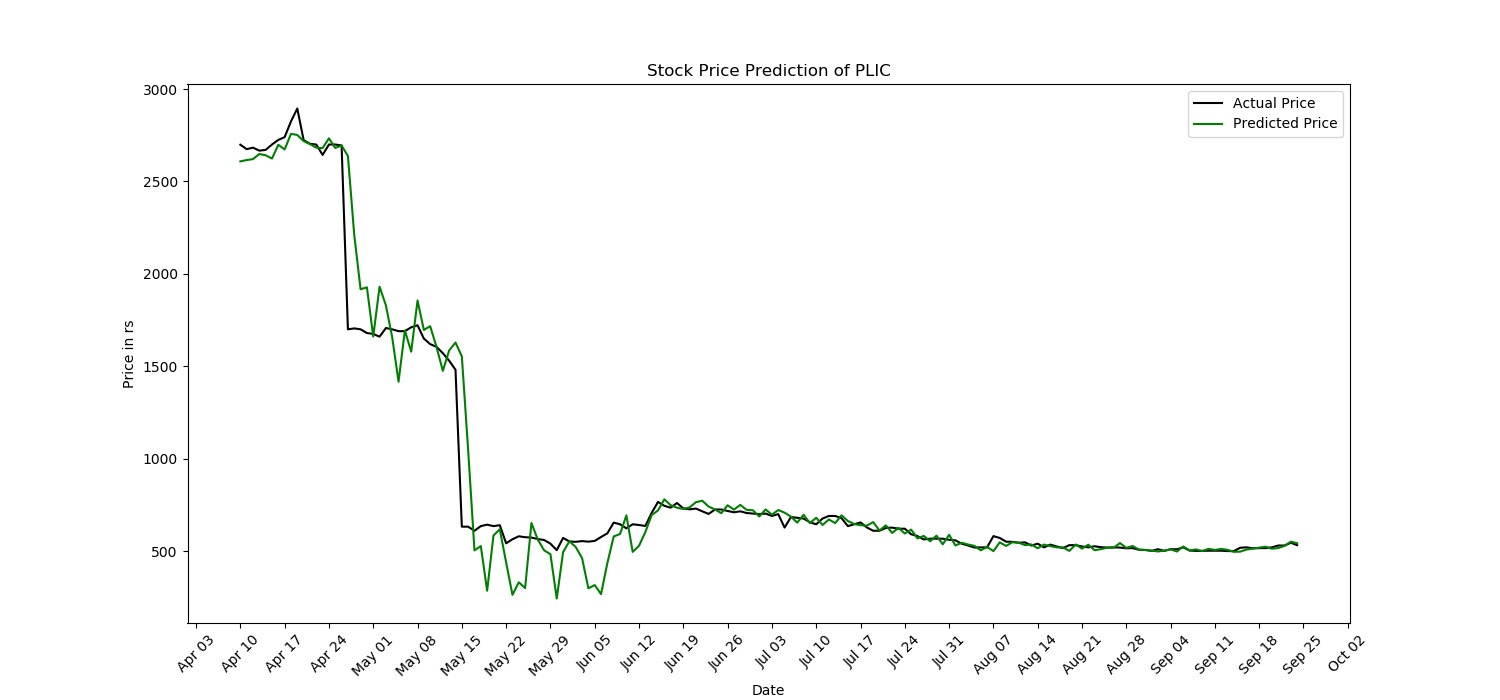 Stock Price Prediction of PLIC
Actual Price
Predicted Price
3000
2500
2000
1500
1000
500
Price in rs
Apr 03
Apr 10
Apr 17
Apr 24
May 01
May 08
May 15
May 22
May 29
Jun 05
Jun 12
Jun 19
Jun 26
Jul 03
Jul 10
Jul 17
Jul 24
Jul 31
Aug 07
Aug 14
Aug 21
Aug 28
Sep 04
Sep 11
Sep 18
Sep 25
Oct 02
Date